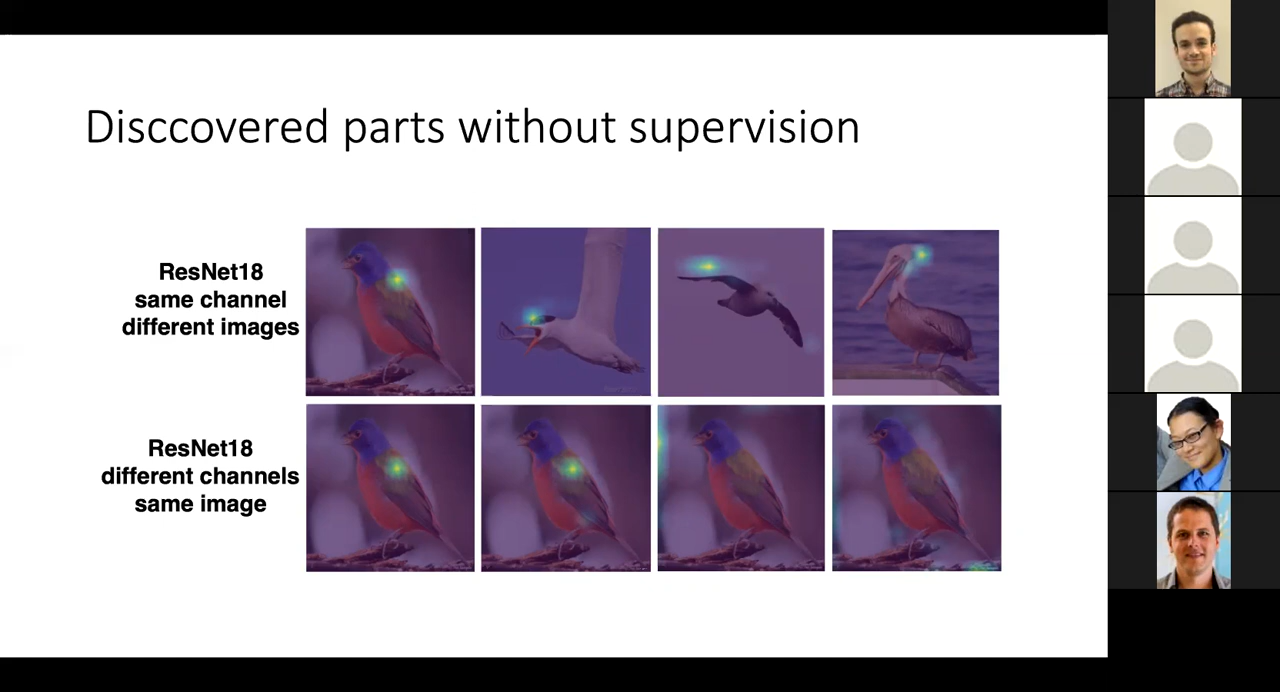 Disccovered parts without supervision
ResNet18
same channel
different images
ResNet18
different channels
same image